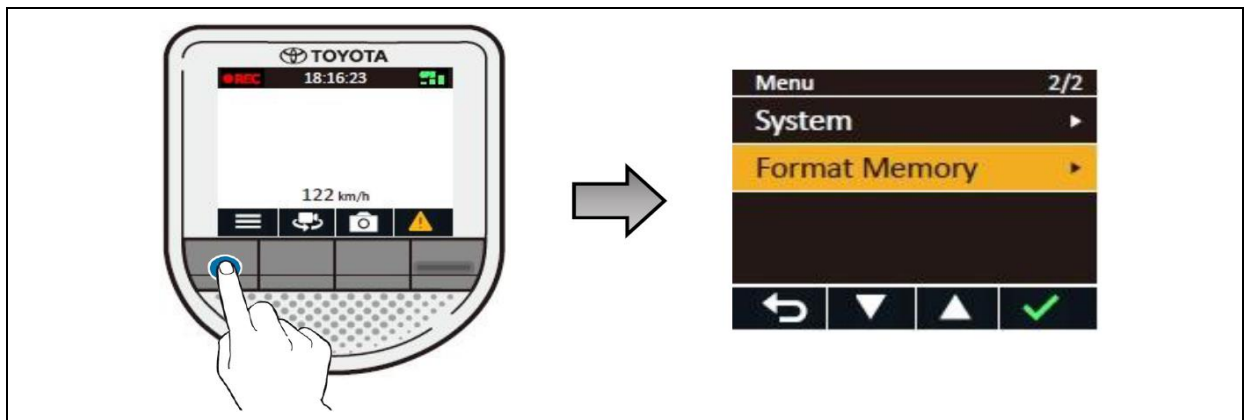 TOYOTA
REC 18:16:23
122 km/h
Menu 2/2
System
Format Memory